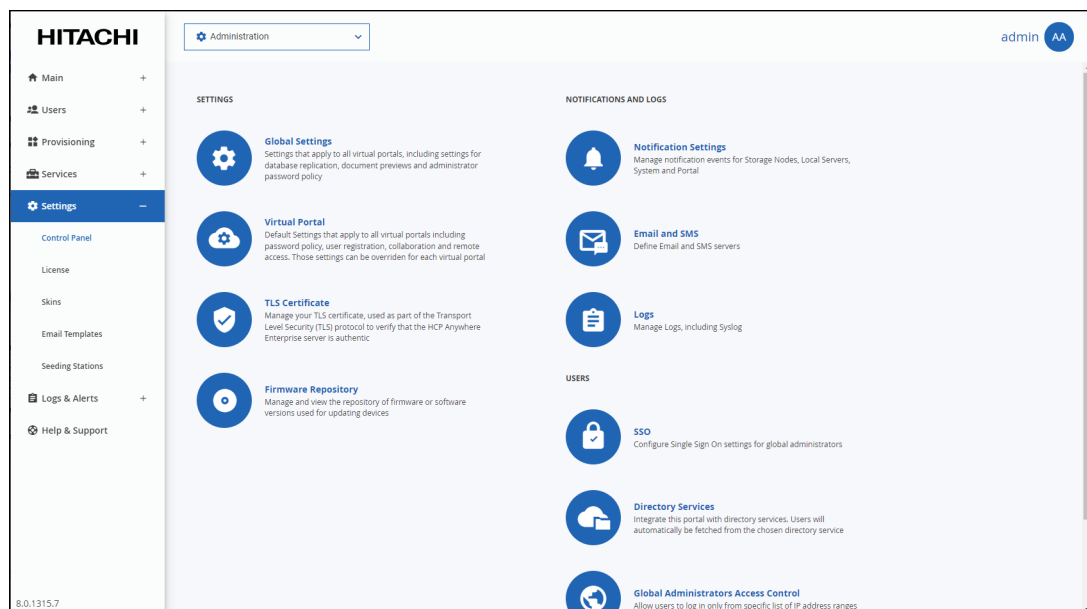 HITACHI
Administration
admin AA
Main
Users
Provisioning
Services
Settings
Control Panel
License
Skins
Email Templates
Seeding Stations
Logs & Alerts
Help & Support
8.0.1315.7
SETTINGS
Global Settings
Settings that apply to all virtual portals, including settings for
database replication, document previews and administrator
password policy
Virtual Portal
Default Settings that apply to all virtual portals including
password policy, user registration, collaboration and remote
access. Those settings can be overriden for each virtual portal
TLS Certificate
Manage your TLS certificate, used as part of the Transport
Level Security (TLS) protocol to verify that the HCP Anywhere
Enterprise server is authentic
Firmware Repository
Manage and view the repository of firmware or software
versions used for updating devices
NOTIFICATIONS AND LOGS
Notification Settings
Manage notification events for Storage Nodes, Local Servers,
System and Portal
Email and SMS
Define Email and SMS servers
Logs
Manage Logs, including Syslog
USERS
SSO
Configure Single Sign On settings for global administrators
Directory Services
Integrate this portal with directory services. Users will
automatically be fetched from the chosen directory service
Global Administrators Access Control
Allow users to log in only from specific list of IP address ranges